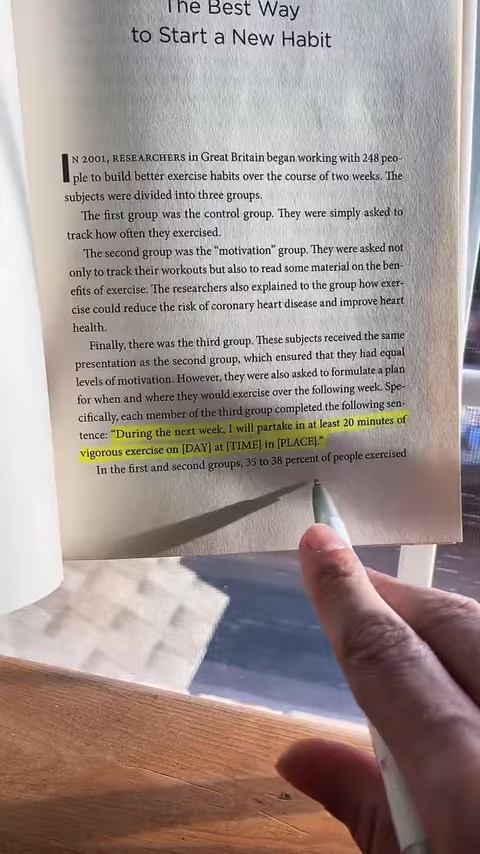 The Best Way
to Start a New Habit
IN 2001, RESEARCHERS in Great Britain began working with 248 peo-
ple to build better exercise habits over the course of two weeks. The
subjects were divided into three groups.
The first group was the control group. They were simply asked to
track how often they exercised.
The second group was the “motivation” group. They were asked not
only to track their workouts but also to read some material on the ben-
efits of exercise. The researchers also explained to the group how exer-
cise could reduce the risk of coronary heart disease and improve heart
health.
Finally, there was the third group. These subjects received the same
presentation as the second group, which ensured that they had equal
levels of motivation. However, they were also asked to formulate a plan
for when and where they would exercise over the following week. Spe-
cifically, each member of the third group completed the following sen-
tence: “During the next week, I will partake in at least 20 minutes of
vigorous exercise on [DAY] at [TIME] in [PLACE].”
In the first and second groups, 35 to 38 percent of people exercised